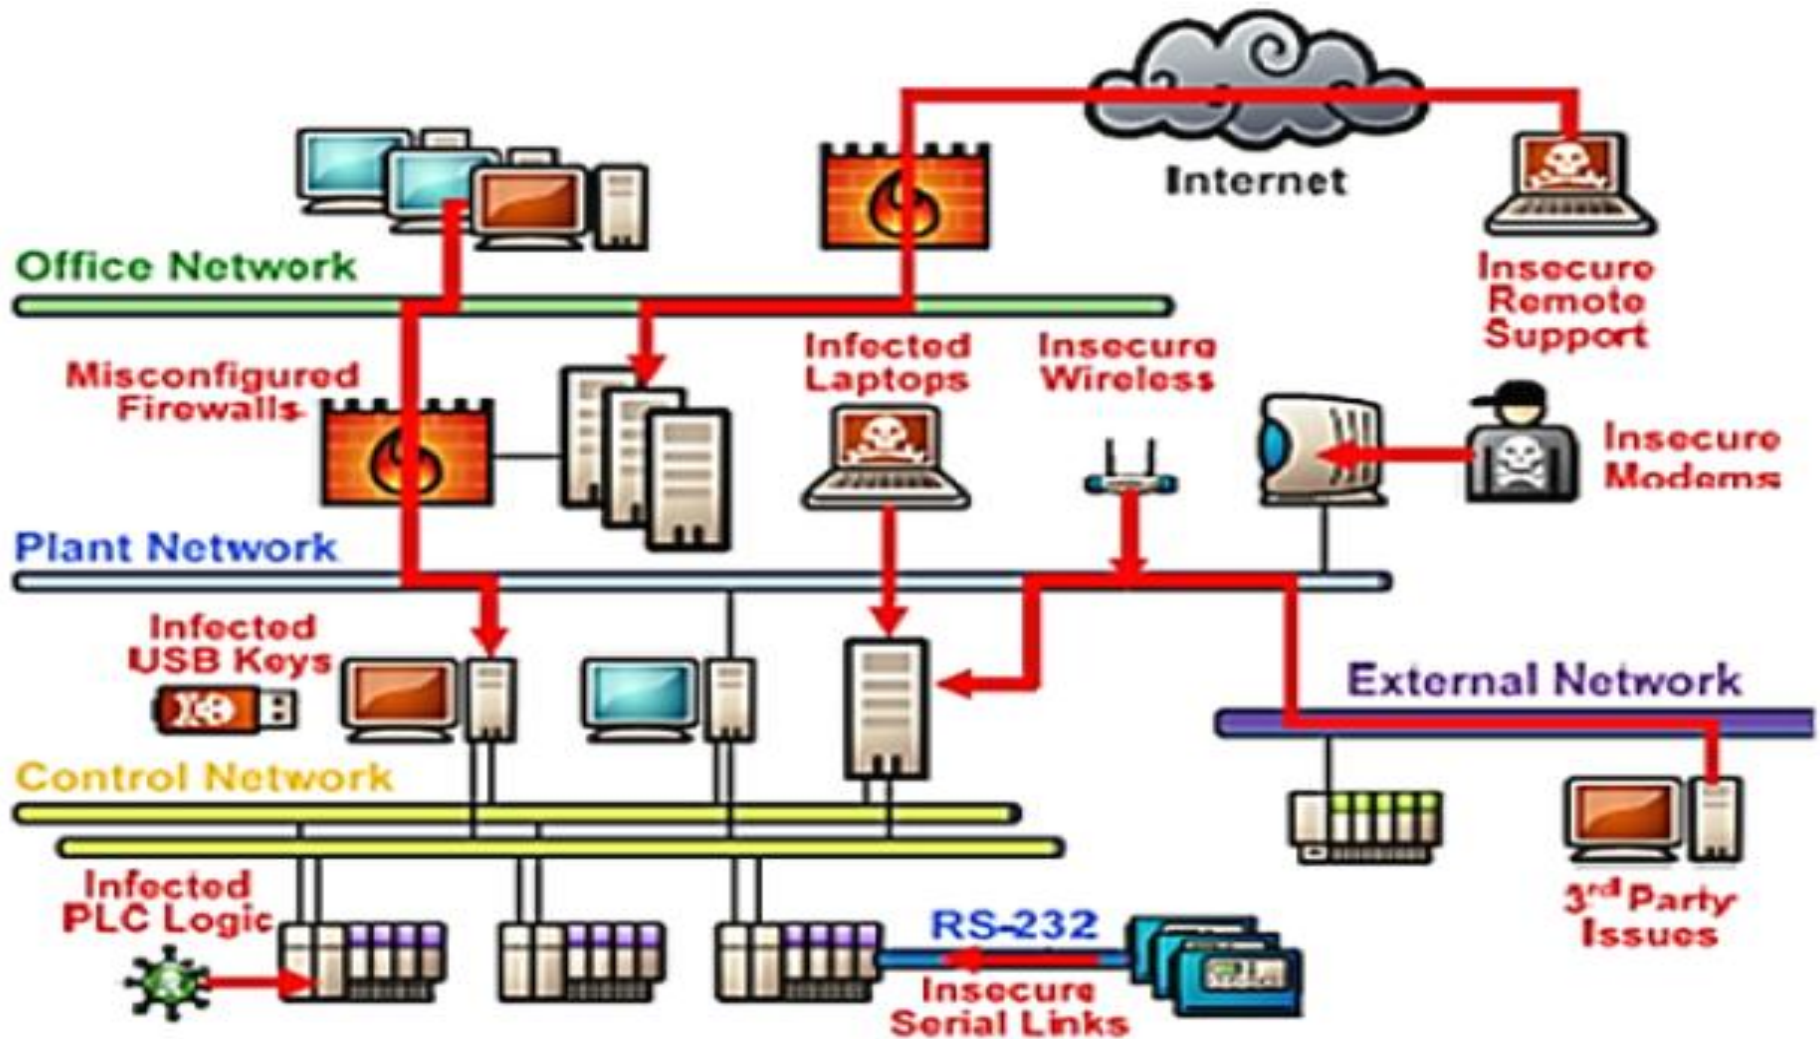 Internet
Office Network
Insecure
Remote
Support
Misconfigured
Firewalls
Infected
Laptops
Insecure
Wireless
Insecure
Modems
Plant Network
Infected
USB Keys
External Network
Control Network
Infected
PLC Logic
RS-232
Insecure
Serial Links
3rd Party
Issues